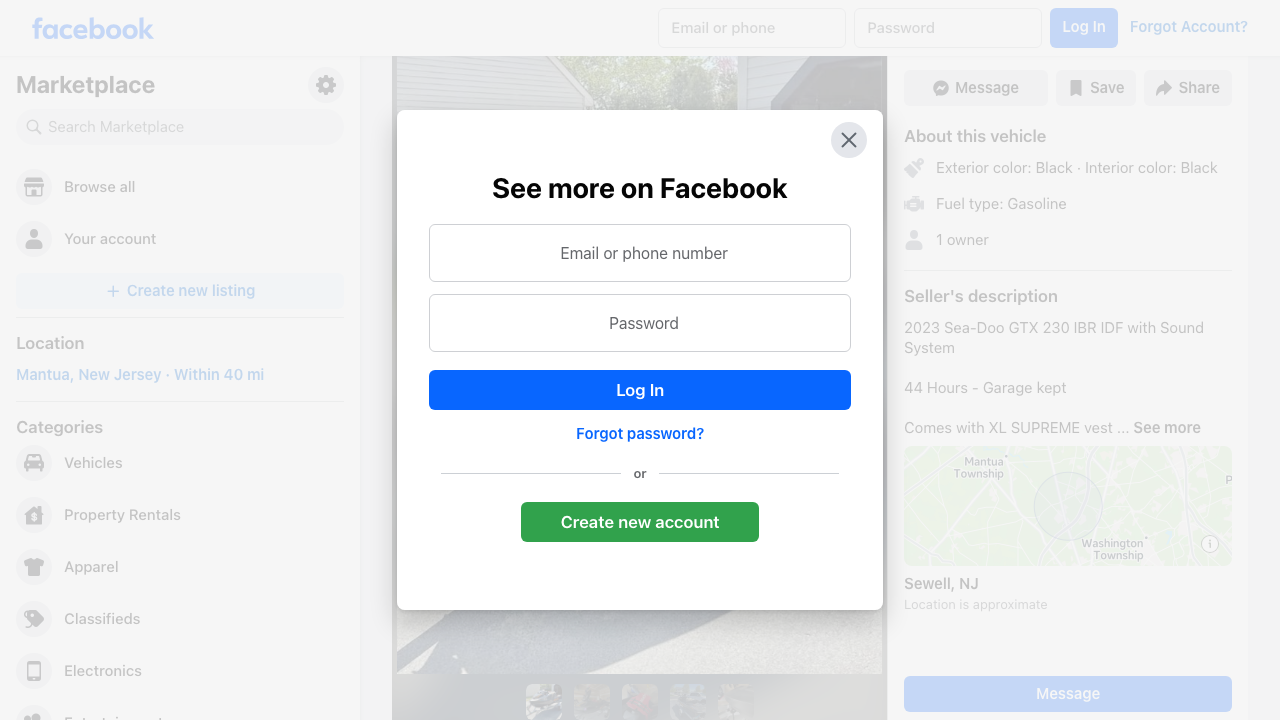 facebook
Email or phone
Password
Log In
Forgot Account?
Marketplace
Search Marketplace
Browse all
Your account
Create new listing
Location
Mantua, New Jersey · Within 40 mi
Categories
Vehicles
Property Rentals
Apparel
Classifieds
Electronics
See more on Facebook
Email or phone number
Password
Log In
Forgot password?
or
Create new account
Message
Save
Share
About this vehicle
Exterior color: Black · Interior color: Black
Fuel type: Gasoline
1 owner
Seller's description
2023 Sea-Doo GTX 230 IBR IDF with Sound
System
44 Hours - Garage kept
Comes with XL SUPREME vest ... See more
Mantua
Township
Washington
Township
Sewell, NJ
Location is approximate
Message